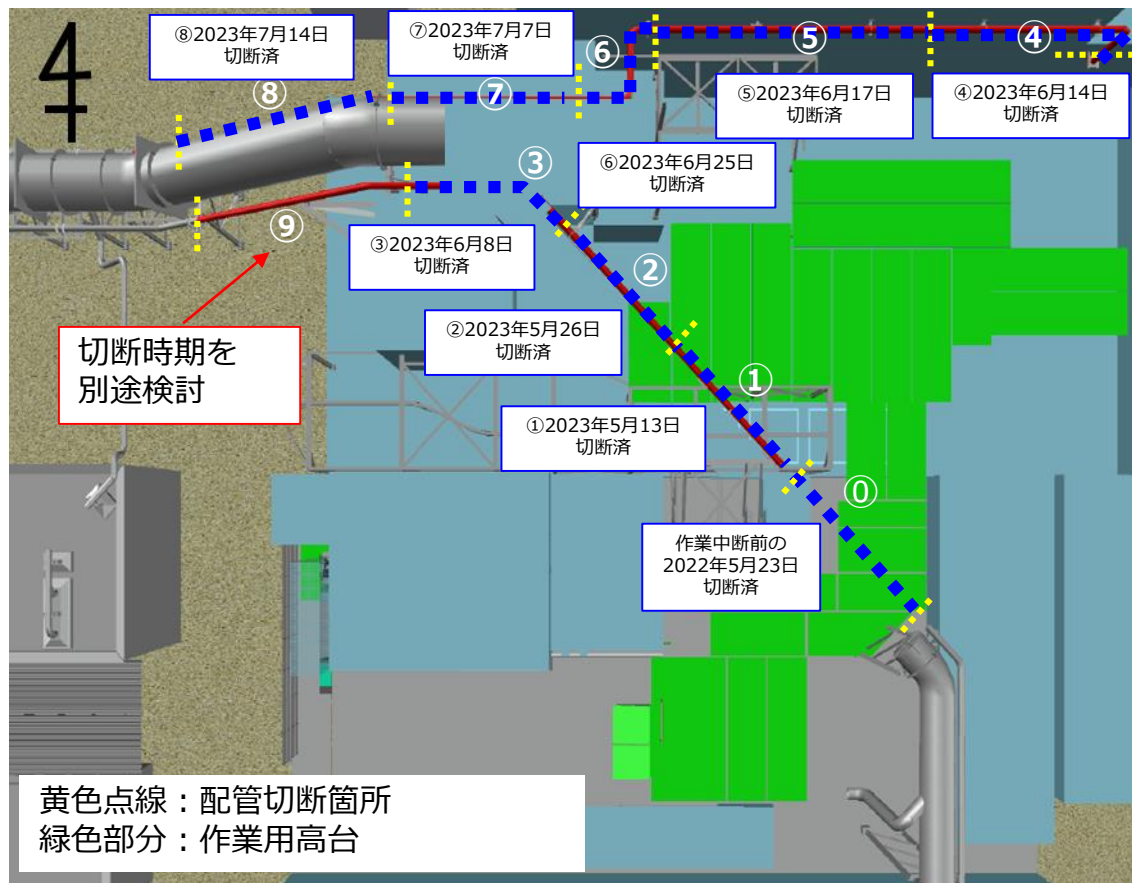 ⑧2023年7月14日
切断済
⑦2023年7月7日
切断済
⑥
⑤
④
⑧
⑦
⑤2023年6月17日
切断済
④2023年6月14日
切断済
③
⑥2023年6月25日
切断済
⑨
③2023年6月8日
切断済
②
②2023年5月26日
切断済
切断時期を
別途検討
①
①2023年5月13日
切断済
⓪
作業中断前の
2022年5月23日
切断済
黄色点線：配管切断箇所
緑色部分：作業用高台